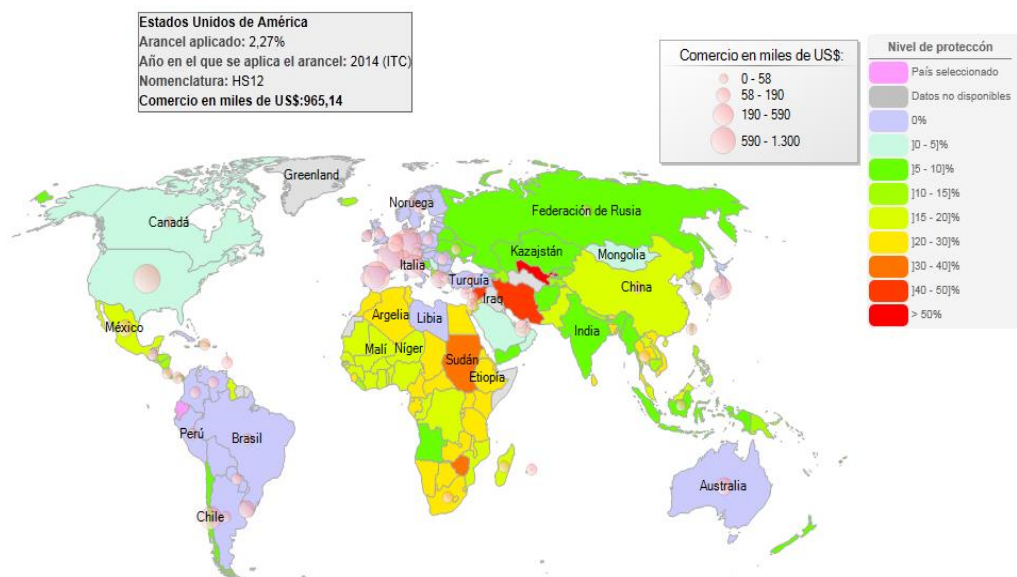 Estados Unidos de América
Arancel aplicado: 2,27%
Año en el que se aplica el arancel: 2014 (ITC)
Nomenclatura: HS12
Comercio en miles de US$:965,14
Comercio en miles de US$:
0 - 58
58 - 190
190 - 590
590 - 1.300
Nivel de proteccón
País seleccionado
Datos no disponibles
0%
]0 - 5]%
]5 - 10]%
]10 - 15]%
]15 - 20]%
]20 - 30]%
]30 - 40]%
]40 - 50]%
> 50%
Greenland
Canadá
Noruega
Federación de Rusia
Kazajstán
Mongolia
Italia
Turquía
Iraq
China
Argelia
Libia
México
India
Malí
Níger
Sudán
Etiopía
Perú
Brasil
Australia
Chile